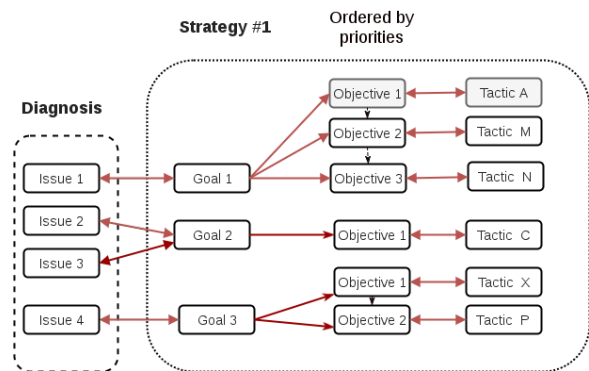 Strategy #1
Ordered by
priorities
Diagnosis
Objective 1
Tactic A
Objective 2
Tactic M
Issue 1
Goal 1
Objective 3
Tactic N
Issue 2
Goal 2
Objective 1
Tactic C
Issue 3
Objective 1
Tactic X
Issue 4
Goal 3
Objective 2
Tactic P